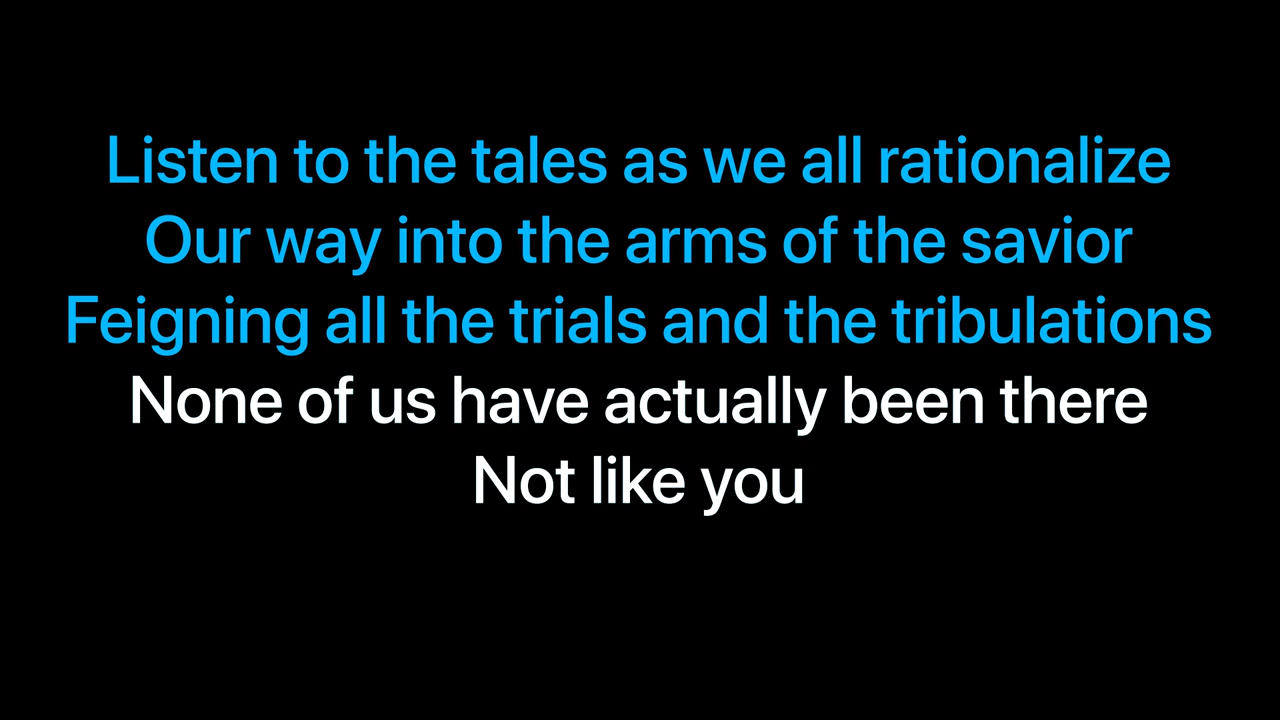 Listen to the tales as we all rationalize
Our way into the arms of the savior
Feigning all the trials and the tribulations
None of us have actually been there
Not like you